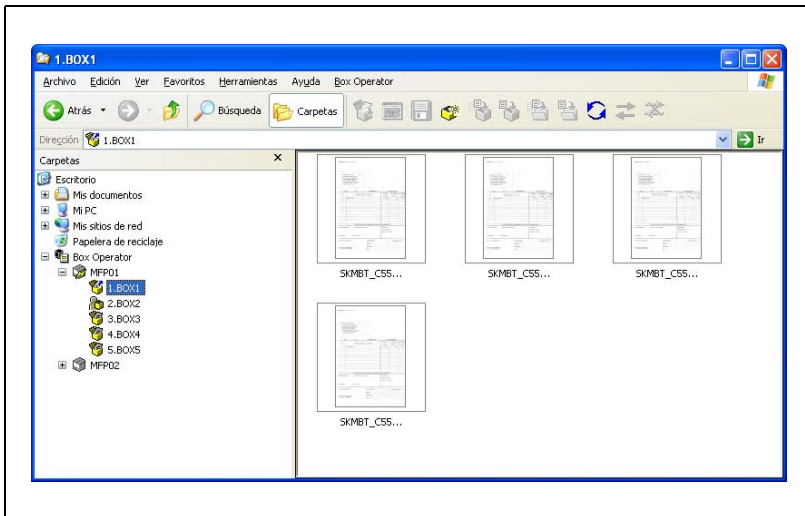 1.BOX1
Archivo Edición Ver Favoritos Herramientas Ayuda Box Operator
Atrás Búsqueda Carpetas
Dirección 1.BOX1 Ir
Carpetas
Escritorio
Mis documentos
Mi PC
Mis sitios de red
Papelera de reciclaje
Box Operator
MFP01
1.BOX1
2.BOX2
3.BOX3
4.BOX4
5.BOX5
MFP02
SKMBT_C55... SKMBT_C55... SKMBT_C55...
SKMBT_C55...